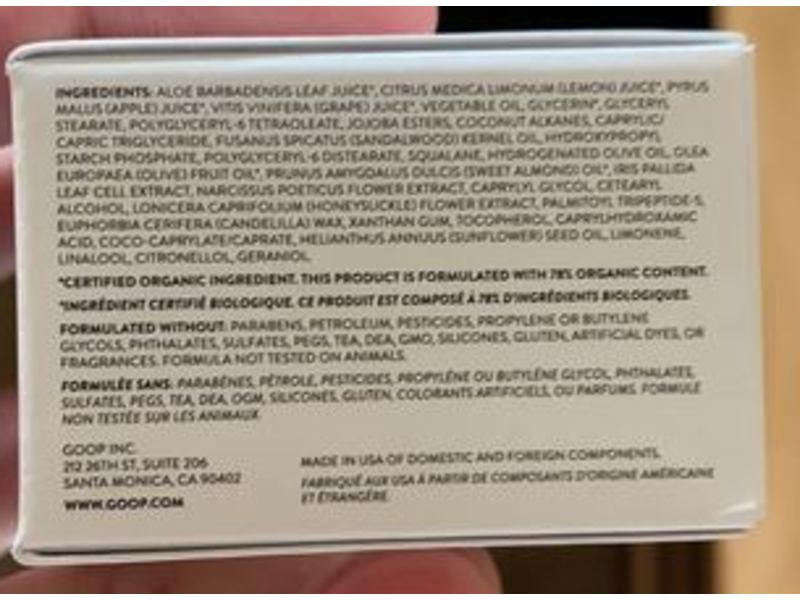 INGREDIENTS: ALOE BARBADENSIS LEAF JUICE*, CITRUS MEDICA LIMONUM (LEMON) JUICE*, PYRUS
MALUS (APPLE) JUICE*, VITIS VINIFERA (GRAPE) JUICE*, VEGETABLE OIL, GLYCERIN*, GLYCERYL
STEARATE, POLYGLYCERYL-6 TETRAOLEATE, JOJOBA ESTERS, COCONUT ALKANES, CAPRYLIC/
CAPRIC TRIGLYCERIDE, FUSANUS SPICATUS (SANDALWOOD) KERNEL OIL, HYDROXYPROPYL
STARCH PHOSPHATE, POLYGLYCERYL-6 DISTEARATE, SQUALANE, HYDROGENATED OLIVE OIL, OLEA
EUROPAEA (OLIVE) FRUIT OIL*, PRUNUS AMYGDALUS DULCIS (SWEET ALMOND) OIL*, IRIS PALLIDA
LEAF CELL EXTRACT, NARCISSUS POETICUS FLOWER EXTRACT, CAPRYLYL GLYCOL, CETEARYL
ALCOHOL, LONICERA CAPRIFOLIUM (HONEYSUCKLE) FLOWER EXTRACT, PALMITOYL TRIPEPTIDE-5,
EUPHORBIA CERIFERA (CANDELILLA) WAX, XANTHAN GUM, TOCOPHEROL, CAPRYLHYDROXAMIC
ACID, COCO-CAPRYLATE/CAPRATE, HELIANTHUS ANNUUS (SUNFLOWER) SEED OIL, LIMONENE,
LINALOOL, CITRONELLOL, GERANIOL.
*CERTIFIED ORGANIC INGREDIENT. THIS PRODUCT IS FORMULATED WITH 78% ORGANIC CONTENT.
*INGRÉDIENT CERTIFIÉ BIOLOGIQUE. CE PRODUIT EST COMPOSÉ À 78% D'INGRÉDIENTS BIOLOGIQUES.
FORMULATED WITHOUT: PARABENS, PETROLEUM, PESTICIDES, PROPYLENE OR BUTYLENE
GLYCOLS, PHTHALATES, SULFATES, PEGS, TEA, DEA, GMO, SILICONES, GLUTEN, ARTIFICIAL DYES, OR
FRAGRANCES. FORMULA NOT TESTED ON ANIMALS.
FORMULÉE SANS: PARABÈNES, PÉTROLE, PESTICIDES, PROPYLÈNE OU BUTYLÈNE GLYCOL, PHTHALATES,
SULFATES, PEGS, TEA, DEA, OGM, SILICONES, GLUTEN, COLORANTS ARTIFICIELS, OU PARFUMS. FORMULE
NON TESTÉE SUR LES ANIMAUX.
GOOP INC.
212 26TH ST, SUITE 206
SANTA MONICA, CA 90402
WWW.GOOP.COM
MADE IN USA OF DOMESTIC AND FOREIGN COMPONENTS.
FABRIQUÉ AUX USA À PARTIR DE COMPOSANTS D'ORIGINE AMÉRICAINE
ET ÉTRANGÈRE.